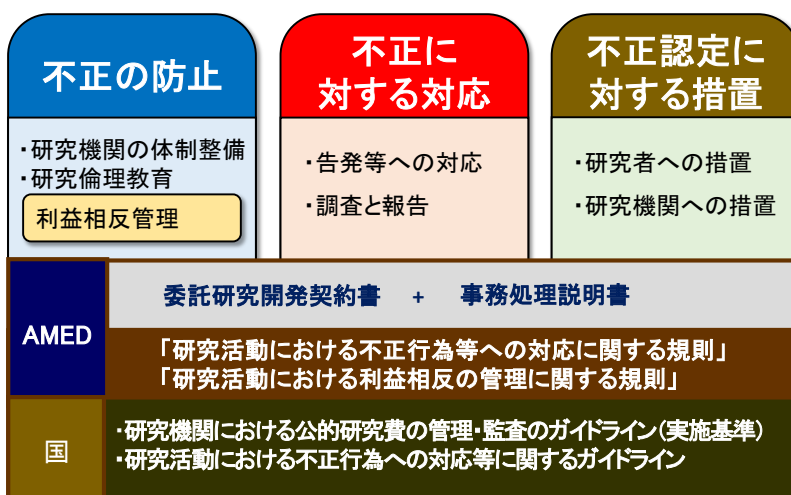 不正の防止
・研究機関の体制整備
・研究倫理教育
利益相反管理
不正に
対する対応
・告発等への対応
・調査と報告
不正認定に
対する措置
・研究者への措置
・研究機関への措置
AMED
委託研究開発契約書 + 事務処理説明書
「研究活動における不正行為等への対応に関する規則」
「研究活動における利益相反の管理に関する規則」
国
・研究機関における公的研究費の管理・監査のガイドライン(実施基準)
・研究活動における不正行為への対応等に関するガイドライン